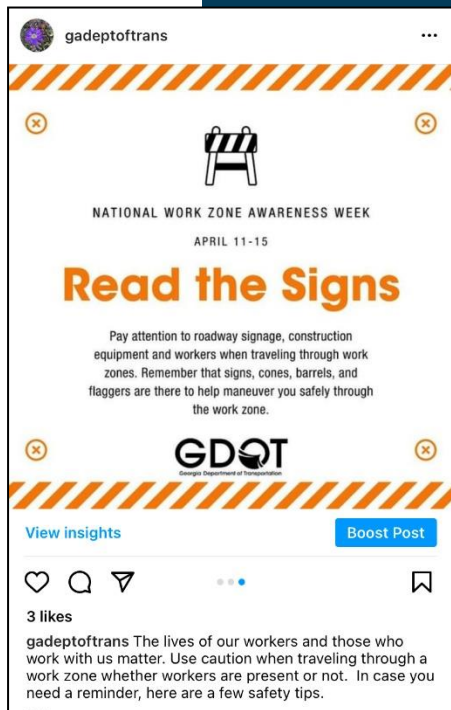 gadeptoftrans
NATIONAL WORK ZONE AWARENESS WEEK
APRIL 11-15
Read the Signs
Pay attention to roadway signage, construction
equipment and workers when traveling through work
zones. Remember that signs, cones, barrels, and
flaggers are there to help maneuver you safely through
the work zone.
GDOT
Georgia Department of Transportation
View insights
Boost Post
3 likes
gadeptoftrans The lives of our workers and those who
work with us matter. Use caution when traveling through a
work zone whether workers are present or not. In case you
need a reminder, here are a few safety tips.